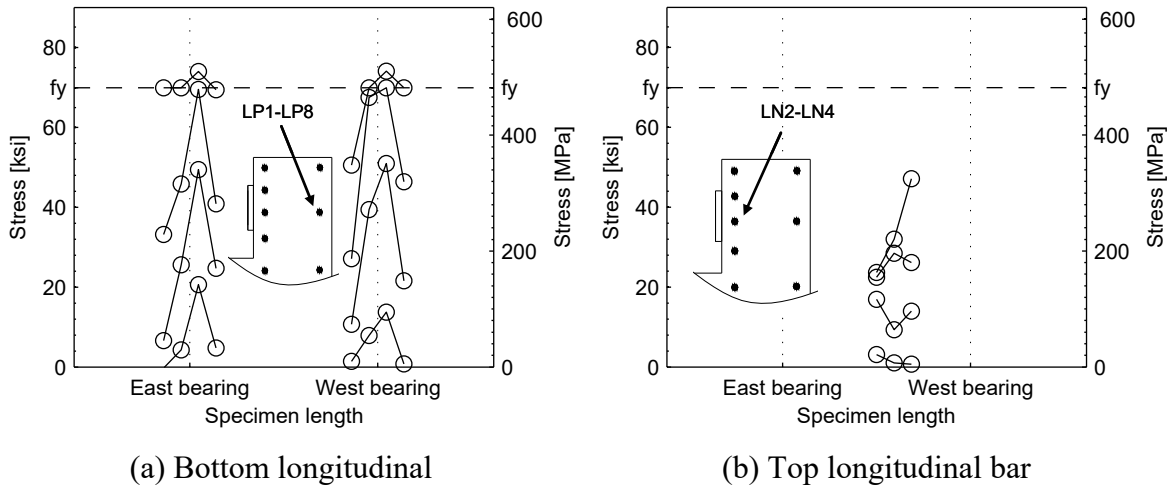 80
fy
60
40
20
0
Stress [ksi]
600
fy
400
200
0
Stress [MPa]
LP1-LP8
East bearing West bearing
Specimen length
(a) Bottom longitudinal
80
fy
60
40
20
0
Stress [ksi]
600
fy
400
200
0
Stress [MPa]
LN2-LN4
East bearing West bearing
Specimen length
(b) Top longitudinal bar